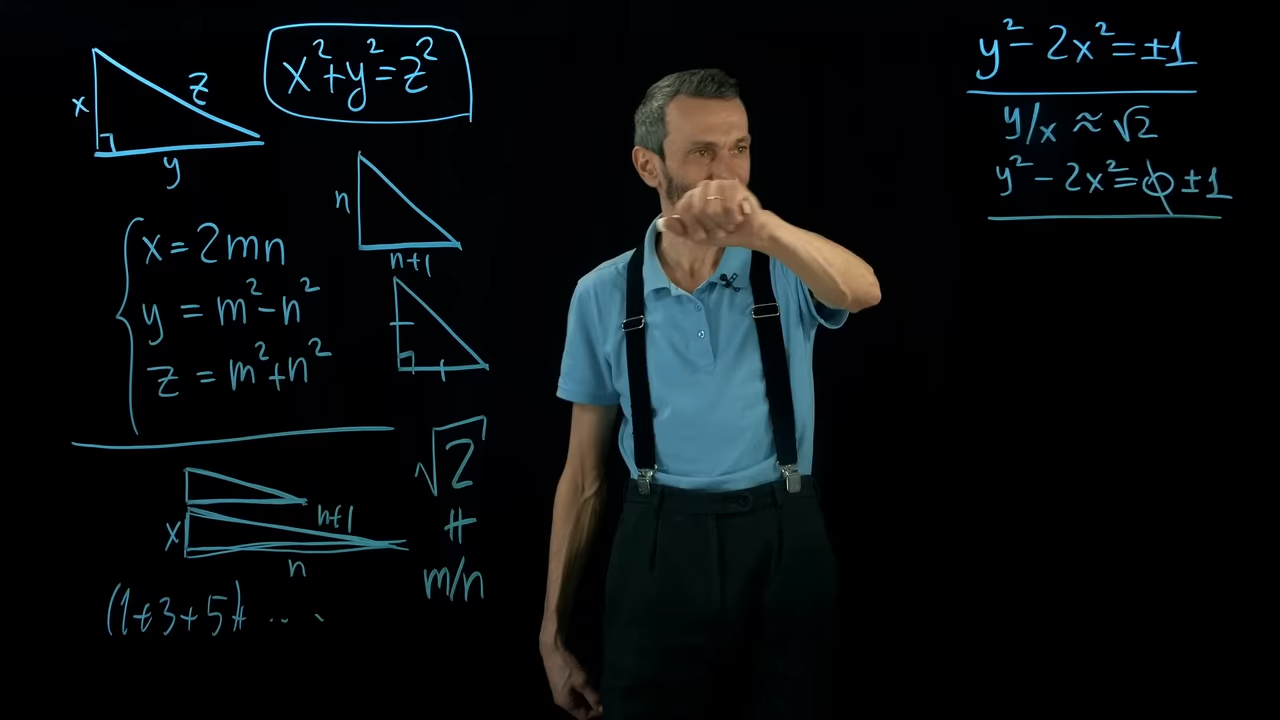 x
z
y
x²+y²=z²
n
n+1
x=2mn
y=m²-n²
z=m²+n²
x
n+1
n
√2
≠
m/n
(1+3+5)+ ....
y²-2x²=±1
y/x≈√2
y²-2x²=0 ±1